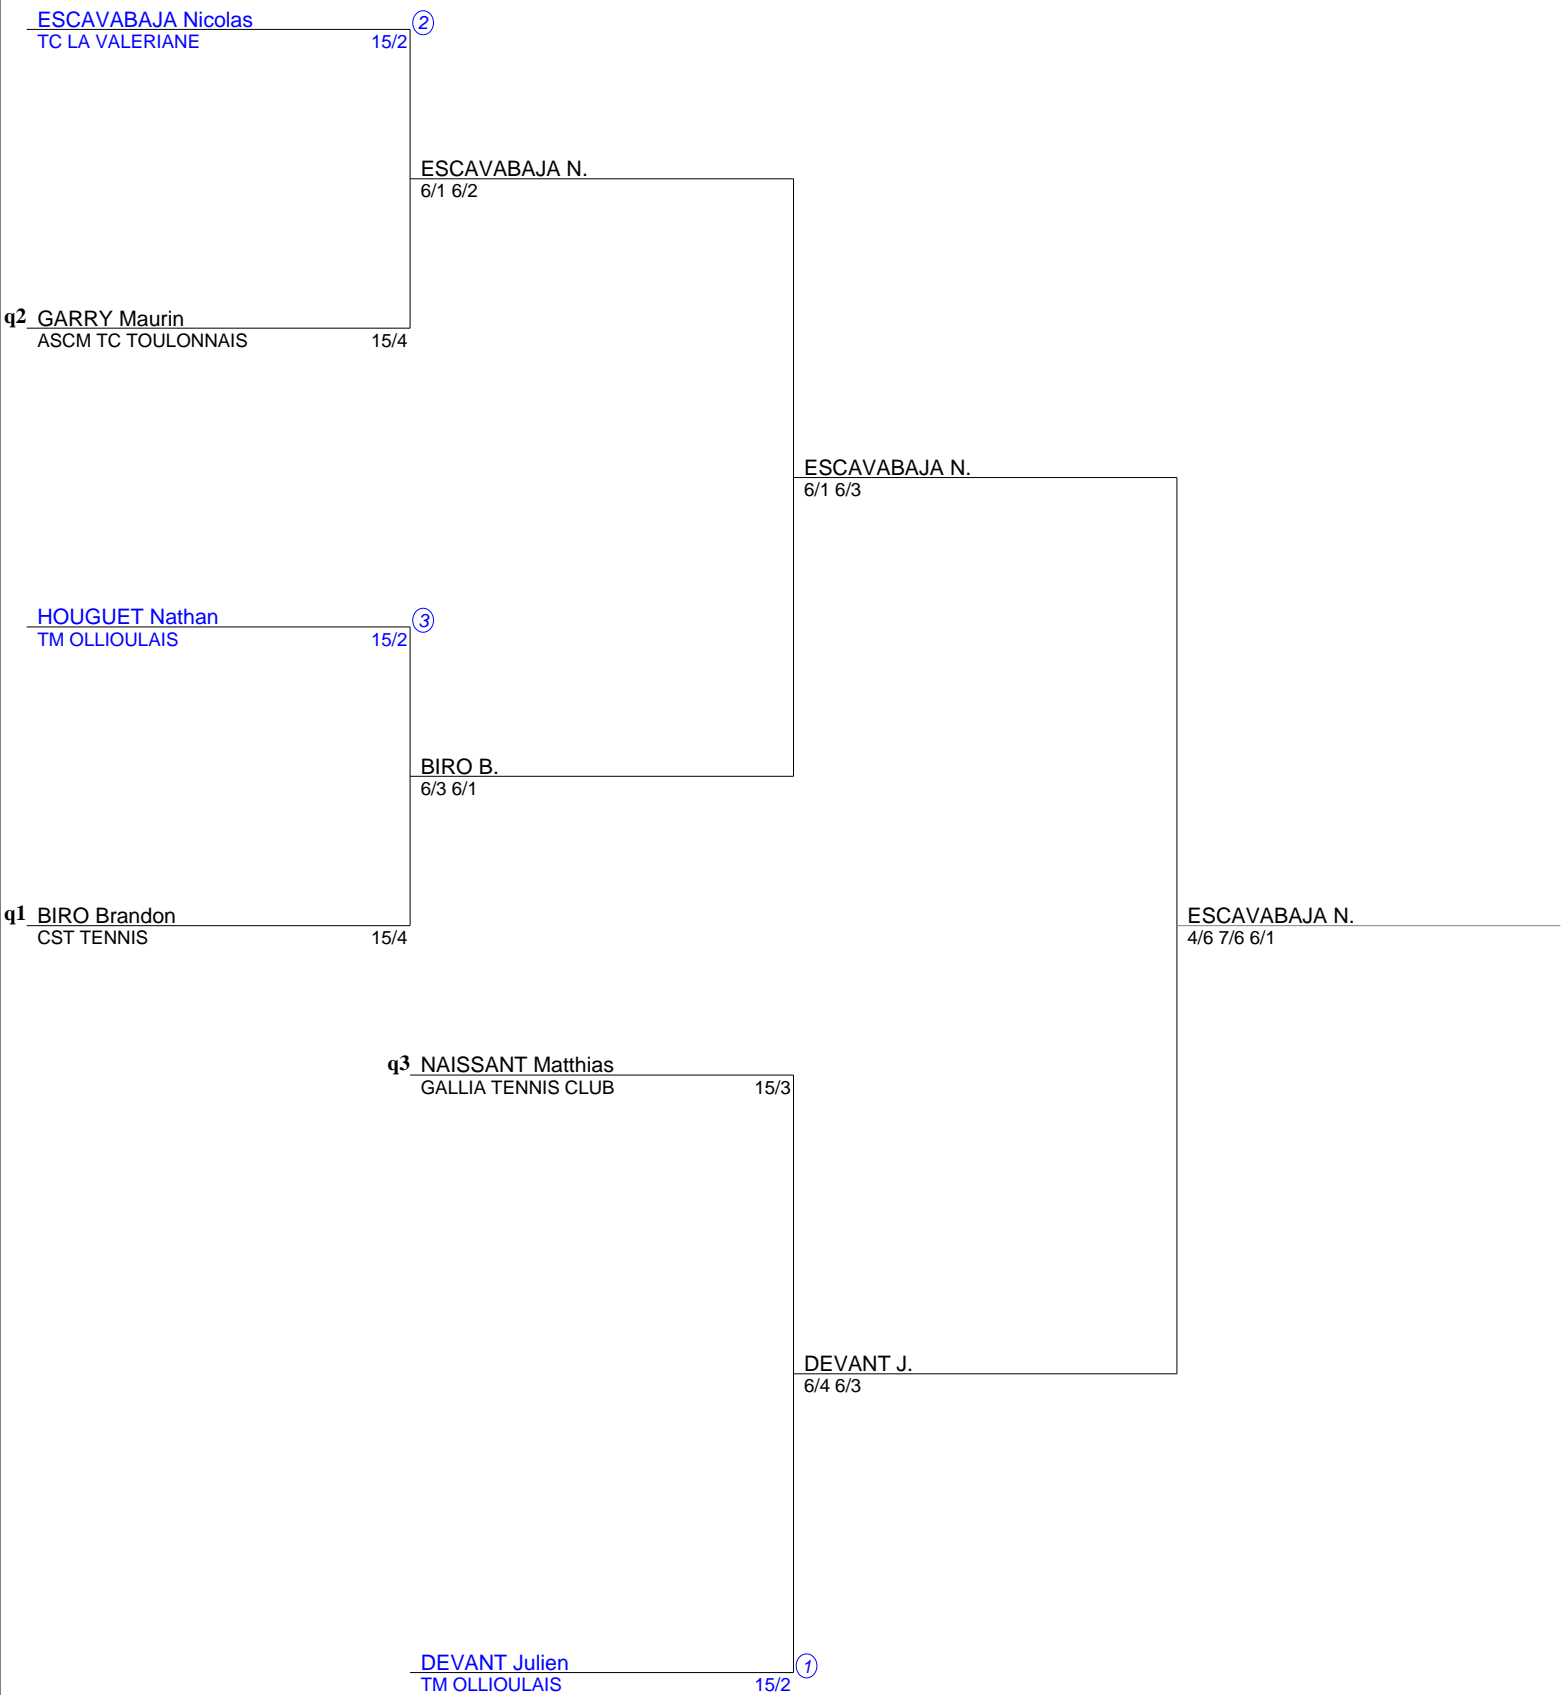 ESCAVABAJA Nicolas 2
TC LA VALERIANE 15/2
ESCAVABAJA N.
6/1 6/2
q2 GARRY Maurin
ASCM TC TOULONNAIS 15/4
ESCAVABAJA N.
6/1 6/3
HOUGUET Nathan 3
TM OLLIOULAIS 15/2
BIRO B.
6/3 6/1
q1 BIRO Brandon
CST TENNIS 15/4
ESCAVABAJA N.
4/6 7/6 6/1
q3 NAISSANT Matthias
GALLIA TENNIS CLUB 15/3
DEVANT J.
6/4 6/3
DEVANT Julien 1
TM OLLIOULAIS 15/2